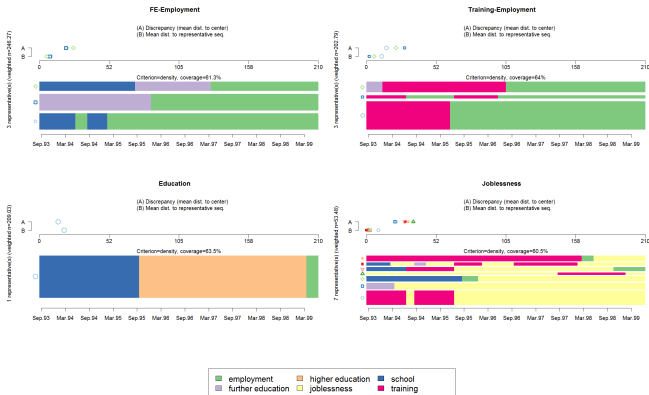 FE-Employment
(A) Discrepancy (mean dist. to center)
(B) Mean dist. to representative seq.
A
B
0 52 105 158 210
Criterion=density, coverage=61.3%
3 representative(s) (weighted n=246.27)
Sep.93 Mar.94 Sep.94 Mar.95 Sep.95 Mar.96 Sep.96 Mar.97 Sep.97 Mar.98 Sep.98 Mar.99
Training-Employment
(A) Discrepancy (mean dist. to center)
(B) Mean dist. to representative seq.
A
B
0 52 105 158 210
Criterion=density, coverage=64%
3 representative(s) (weighted n=202.79)
Sep.93 Mar.94 Sep.94 Mar.95 Sep.95 Mar.96 Sep.96 Mar.97 Sep.97 Mar.98 Sep.98 Mar.99
Education
(A) Discrepancy (mean dist. to center)
(B) Mean dist. to representative seq.
A
B
0 52 105 158 210
Criterion=density, coverage=63.5%
1 representative(s) (weighted n=209.03)
Sep.93 Mar.94 Sep.94 Mar.95 Sep.95 Mar.96 Sep.96 Mar.97 Sep.97 Mar.98 Sep.98 Mar.99
Joblessness
(A) Discrepancy (mean dist. to center)
(B) Mean dist. to representative seq.
A
B
0 52 105 158 210
Criterion=density, coverage=60.5%
7 representative(s) (weighted n=53.48)
Sep.93 Mar.94 Sep.94 Mar.95 Sep.95 Mar.96 Sep.96 Mar.97 Sep.97 Mar.98 Sep.98 Mar.99
employment higher education school
further education joblessness training